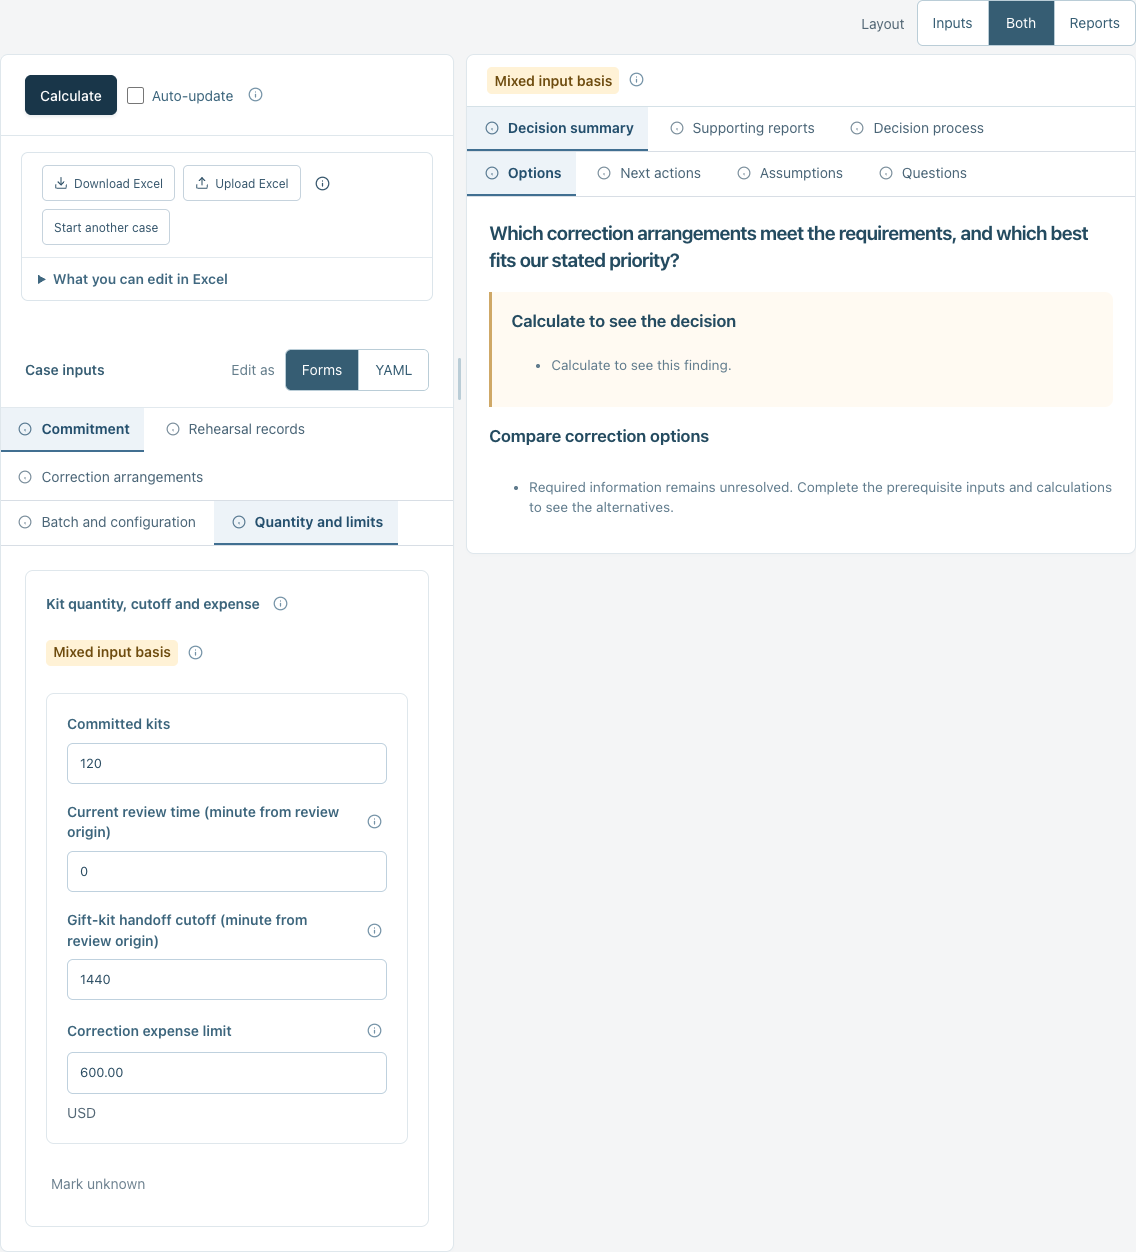 Layout
Inputs
Both
Reports
Calculate
Auto-update
Download Excel
Upload Excel
Start another case
What you can edit in Excel
Case inputs
Edit as
Forms
YAML
Commitment
Rehearsal records
Correction arrangements
Batch and configuration
Quantity and limits
Kit quantity, cutoff and expense
Mixed input basis
Committed kits
120
Current review time (minute from review
origin)
0
Gift-kit handoff cutoff (minute from
review origin)
1440
Correction expense limit
600.00
USD
Mark unknown
Mixed input basis
Decision summary
Supporting reports
Decision process
Options
Next actions
Assumptions
Questions
Which correction arrangements meet the requirements, and which best
fits our stated priority?
Calculate to see the decision
Calculate to see this finding.
Compare correction options
Required information remains unresolved. Complete the prerequisite inputs and calculations
to see the alternatives.